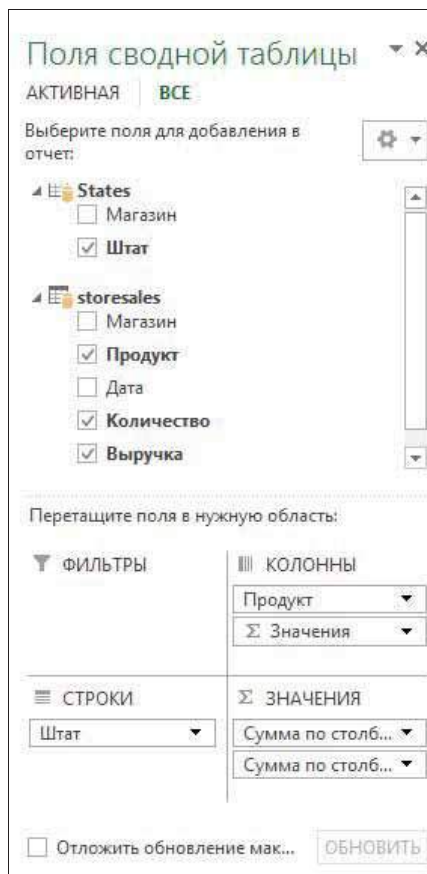 Поля сводной таблицы
АКТИВНАЯ ВСЕ
Выберите поля для добавления в
отчет:
States
Магазин
Штат
storesales
Магазин
Продукт
Дата
Количество
Выручка
Перетащите поля в нужную область:
ФИЛЬТРЫ
КОЛОННЫ
Продукт
Σ Значения
СТРОКИ
Штат
Σ ЗНАЧЕНИЯ
Сумма по столб...
Сумма по столб...
Отложить обновление мак...
ОБНОВИТЬ